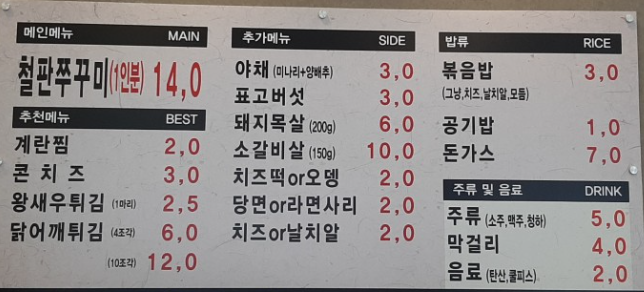 메인메뉴 MAIN
철판쭈꾸미(1인분) 14,0
추천메뉴 BEST
계란찜 2,0
콘 치 즈 3,0
왕새우튀김 (1마리) 2,5
닭어깨튀김 (4조각) 6,0
(10조각) 12,0
추가메뉴 SIDE
야채 (미나리+양배추) 3,0
표고버섯 3,0
돼지목살 (200g) 6,0
소갈비살 (150g) 10,0
치즈떡or오뎅 2,0
당면or라면사리 2,0
치즈or날치알 2,0
밥류 RICE
볶음밥 3,0
(그냥,치즈,날치알,모듬)
공기밥 1,0
돈가스 7,0
주류 및 음료 DRINK
주류 (소주,맥주,청하) 5,0
막걸리 4,0
음료 (탄산,쿨피스) 2,0